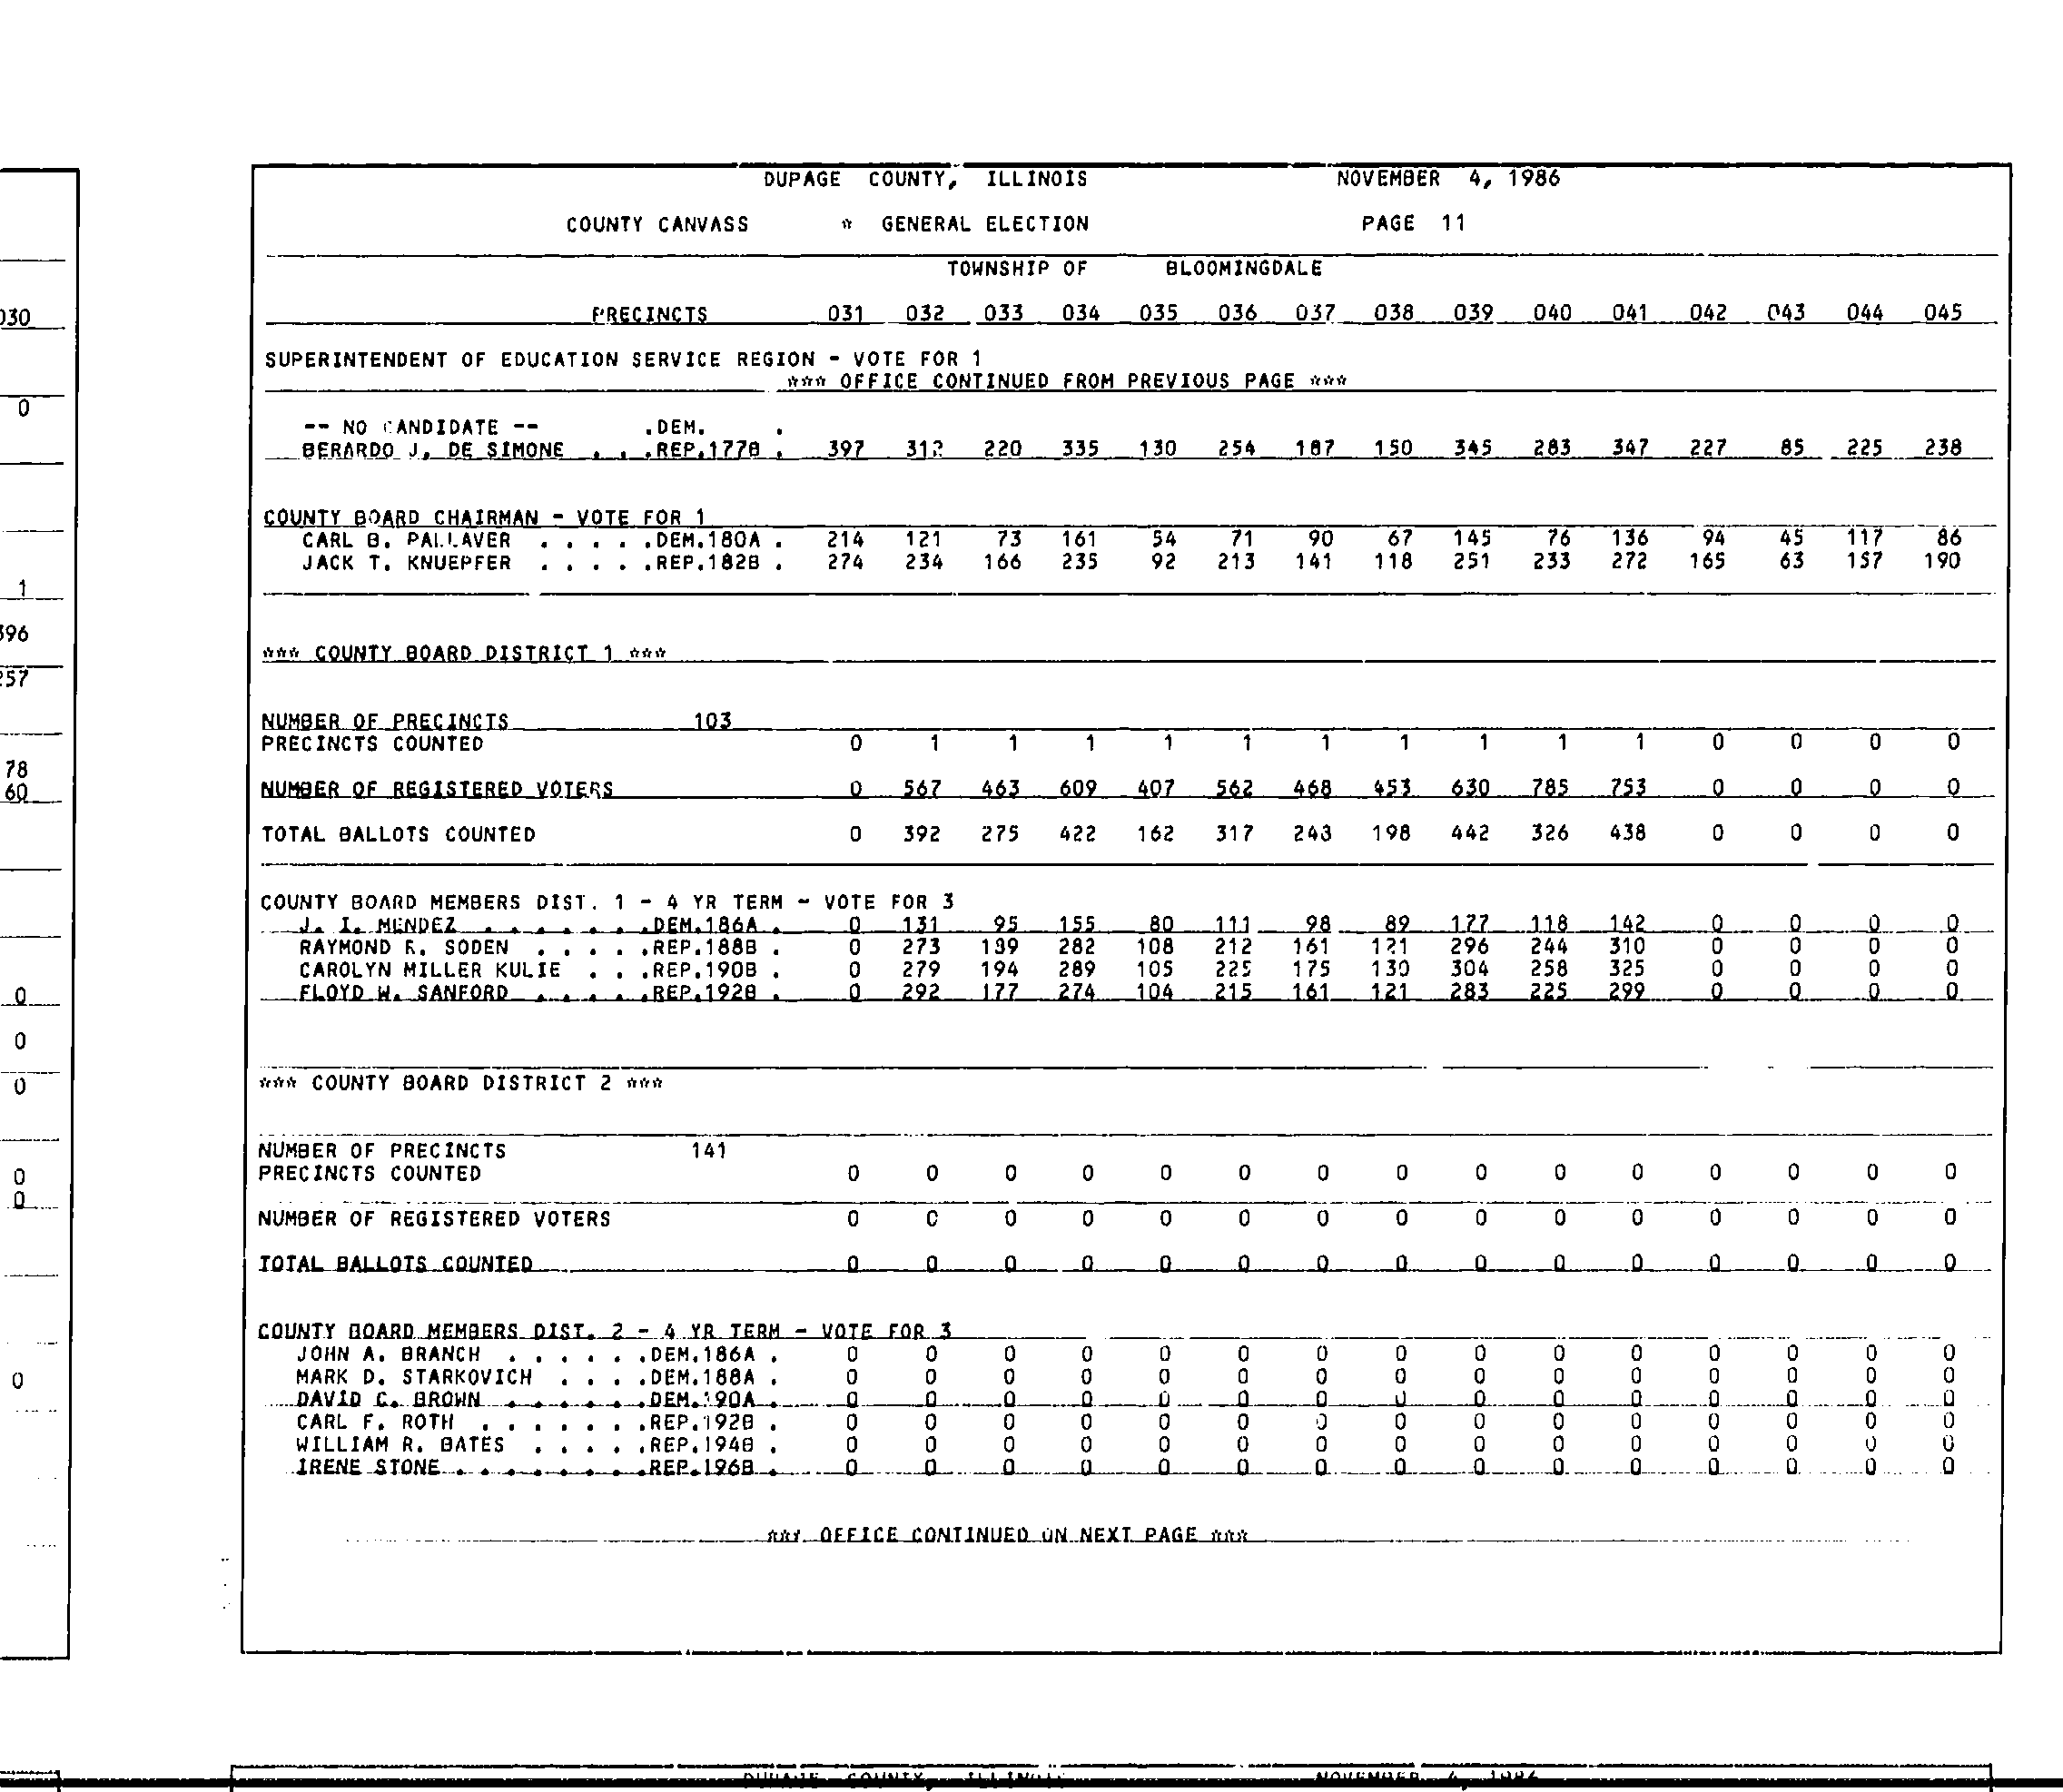 DUPAGE COUNTY, ILLINOIS NOVEMBER 4, 1986
COUNTY CANVASS * GENERAL ELECTION PAGE 11
TOWNSHIP OF BLOOMINGDALE
PRECINCTS 031 032 033 034 035 036 037 038 039 040 041 042 043 044 045
SUPERINTENDENT OF EDUCATION SERVICE REGION - VOTE FOR 1
*** OFFICE CONTINUED FROM PREVIOUS PAGE ***
-- NO CANDIDATE -- .DEM. .
BERARDO J. DE SIMONE . . .REP.177B . 397 312 220 335 130 254 187 150 345 283 347 227 85 225 238
COUNTY BOARD CHAIRMAN - VOTE FOR 1
CARL B. PALLAVER . . . . .DEM.180A . 214 121 73 161 54 71 90 67 145 76 136 94 45 117 86
JACK T. KNUEPFER . . . . .REP.182B . 274 234 166 235 92 213 141 118 251 233 272 165 63 157 190
*** COUNTY BOARD DISTRICT 1 ***
NUMBER OF PRECINCTS 103
PRECINCTS COUNTED 0 1 1 1 1 1 1 1 1 1 1 0 0 0 0
NUMBER OF REGISTERED VOTERS 0 567 463 609 407 562 468 453 630 785 753 0 0 0 0
TOTAL BALLOTS COUNTED 0 392 275 422 162 317 243 198 442 326 438 0 0 0 0
COUNTY BOARD MEMBERS DIST. 1 - 4 YR TERM - VOTE FOR 3
J. I. MENDEZ . . . . . . .DEM.186A . 0 131 95 155 80 111 98 89 177 118 142 0 0 0 0
RAYMOND R. SODEN . . . . .REP.188B . 0 273 189 282 108 212 161 121 296 244 310 0 0 0 0
CAROLYN MILLER KULIE . . .REP.190B . 0 279 194 289 105 225 175 130 304 258 325 0 0 0 0
FLOYD W. SANFORD . . . . .REP.192B . 0 292 177 274 104 215 161 121 283 225 299 0 0 0 0
*** COUNTY BOARD DISTRICT 2 ***
NUMBER OF PRECINCTS 141
PRECINCTS COUNTED 0 0 0 0 0 0 0 0 0 0 0 0 0 0 0
NUMBER OF REGISTERED VOTERS 0 0 0 0 0 0 0 0 0 0 0 0 0 0 0
TOTAL BALLOTS COUNTED 0 0 0 0 0 0 0 0 0 0 0 0 0 0 0
COUNTY BOARD MEMBERS DIST. 2 - 4 YR TERM - VOTE FOR 3
JOHN A. BRANCH . . . . . .DEM.186A . 0 0 0 0 0 0 0 0 0 0 0 0 0 0 0
MARK D. STARKOVICH . . . .DEM.188A . 0 0 0 0 0 0 0 0 0 0 0 0 0 0 0
DAVID C. BROWN . . . . . .DEM.190A . 0 0 0 0 0 0 0 0 0 0 0 0 0 0 0
CARL F. ROTH . . . . . . .REP.192B . 0 0 0 0 0 0 0 0 0 0 0 0 0 0 0
WILLIAM R. BATES . . . . .REP.194B . 0 0 0 0 0 0 0 0 0 0 0 0 0 0 0
IRENE STONE . . . . . . . .REP.196B . 0 0 0 0 0 0 0 0 0 0 0 0 0 0 0
*** OFFICE CONTINUED ON NEXT PAGE ***